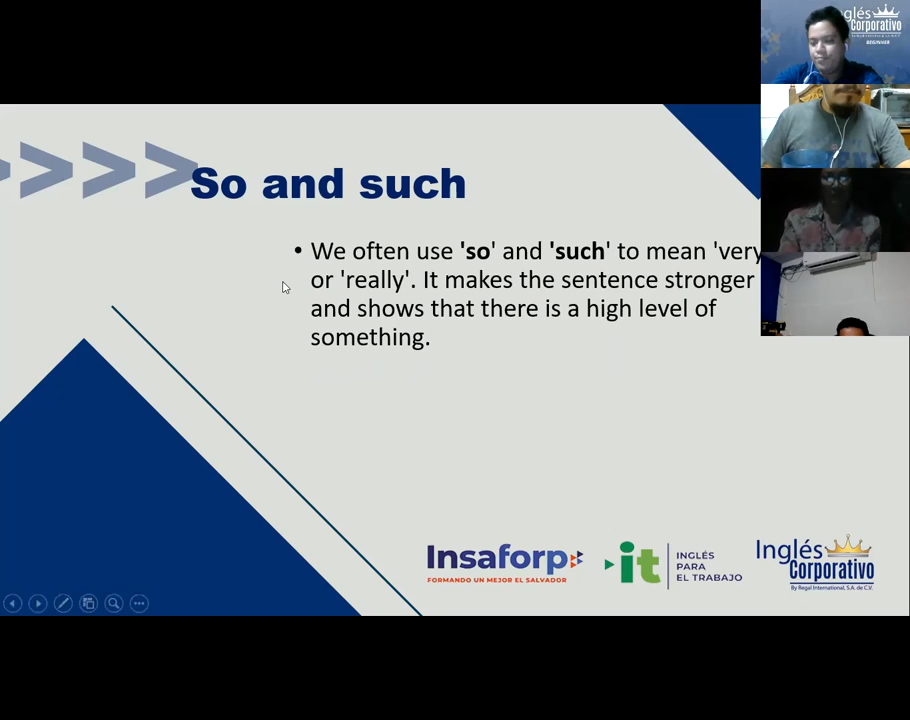 So and such
• We often use 'so' and 'such' to mean 'very
or 'really'. It makes the sentence stronger
and shows that there is a high level of
something.
Insaforp
FORMANDO UN MEJOR EL SALVADOR
it
INGLÉS
PARA
EL TRABAJO
Inglés
Corporativo
By Regal International, S.A. de C.V.
glés
Corporativo
BEGINNER